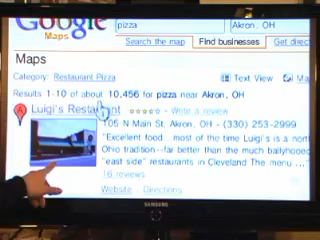 Google
Maps
pizza
Akron, OH
Search the map
Find businesses
Get direc
Maps
Category: Restaurant Pizza
Text View
Ma
Results 1-10 of about 10,456 for pizza near Akron, OH
A
Luigi's Restaurant
Write a review
105 N Main St, Akron, OH - (330) 253-2999
"Excellent food . most of the time Luigi's is a north
Ohio tradition--far better than the much ballyhooed
"east side" restaurants in Cleveland The menu ..."
16 reviews
Website - Directions
SAMSUNG